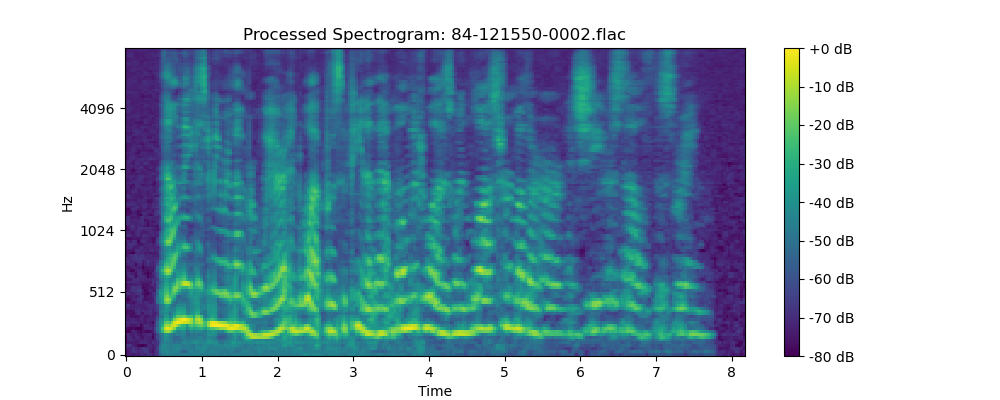 Processed Spectrogram: 84-121550-0002.flac
Hz
4096
2048
1024
512
0
0 1 2 3 4 5 6 7 8
Time
+0 dB
-10 dB
-20 dB
-30 dB
-40 dB
-50 dB
-60 dB
-70 dB
-80 dB